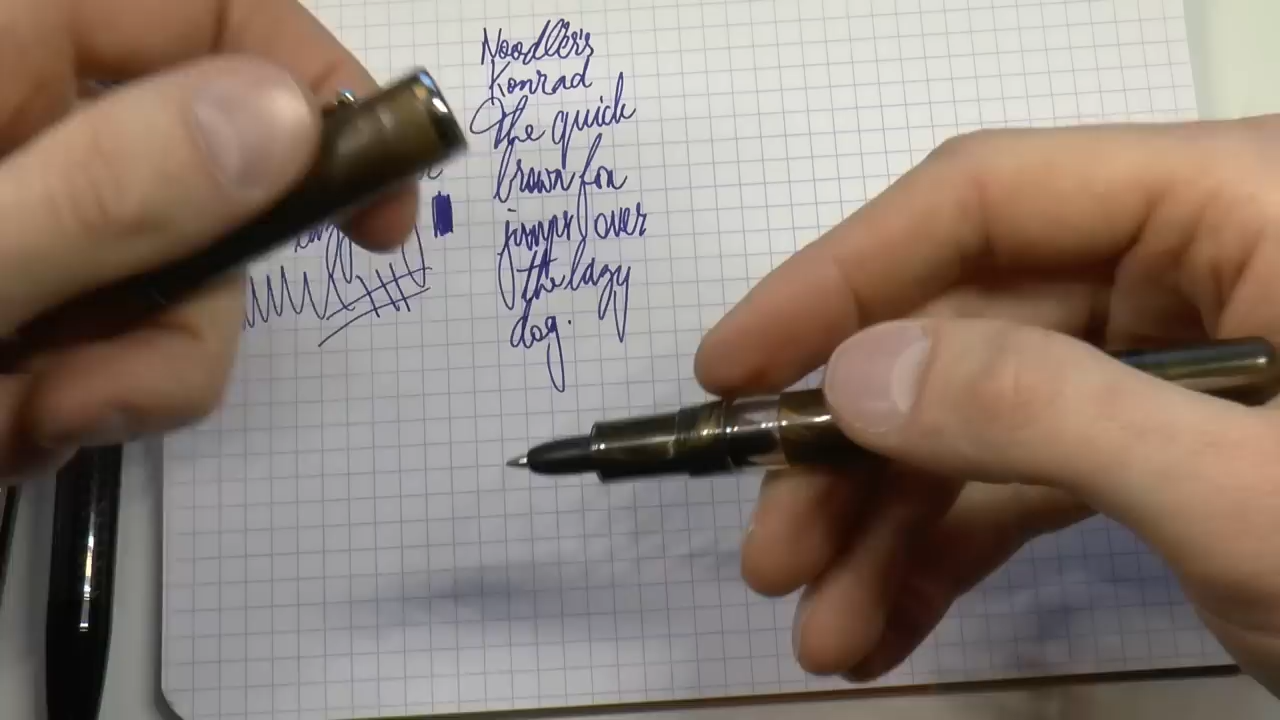 Noodler's
Konrad
The quick
brown fox
jumps over
the lazy
dog.